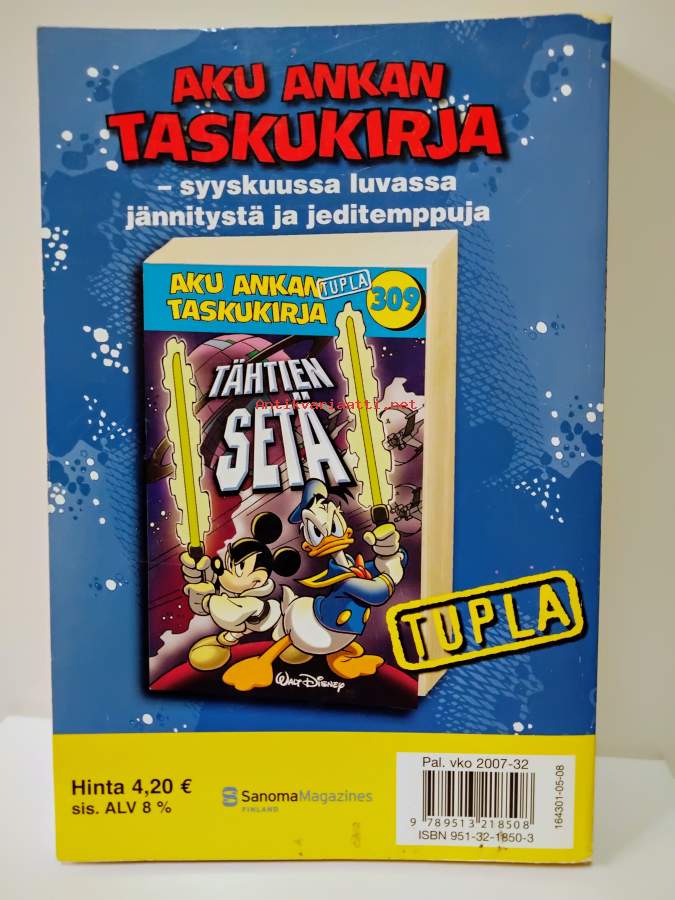 AKU ANKAN
TASKUKIRJA
– syyskuussa luvassa
jännitystä ja jeditemppuja
AKU ANKAN TUPLA
TASKUKIRJA 309
TÄHTIEN
SETÄ
Antikvariaatti.net
WALT DISNEY
TUPLA
Hinta 4,20 €
sis. ALV 8 %
SanomaMagazines
FINLAND
Pal. vko 2007-32
9 789513 218508
ISBN 951-32-1850-3
164301-05-08